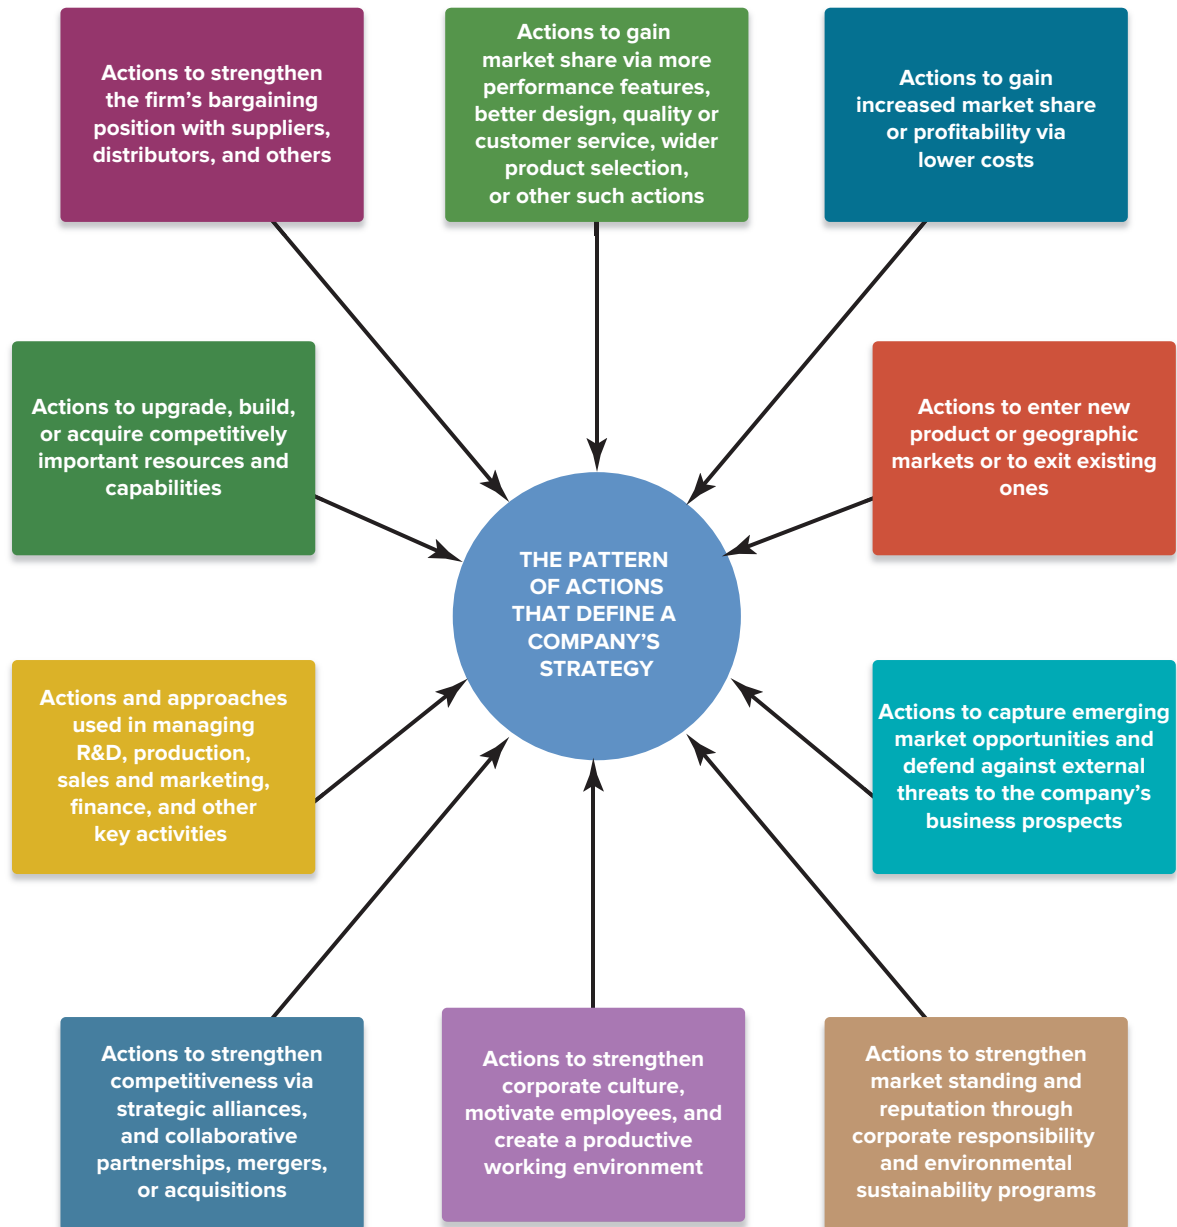 Actions to strengthen
the firm's bargaining
position with suppliers,
distributors, and others
Actions to gain
market share via more
performance features,
better design, quality or
customer service, wider
product selection,
or other such actions
Actions to gain
increased market share
or profitability via
lower costs
Actions to upgrade, build,
or acquire competitively
important resources and
capabilities
Actions to enter new
product or geographic
markets or to exit existing
ones
THE PATTERN
OF ACTIONS
THAT DEFINE A
COMPANY'S
STRATEGY
Actions and approaches
used in managing
R&D, production,
sales and marketing,
finance, and other
key activities
Actions to capture emerging
market opportunities and
defend against external
threats to the company's
business prospects
Actions to strengthen
competitiveness via
strategic alliances,
and collaborative
partnerships, mergers,
or acquisitions
Actions to strengthen
corporate culture,
motivate employees, and
create a productive
working environment
Actions to strengthen
market standing and
reputation through
corporate responsibility
and environmental
sustainability programs